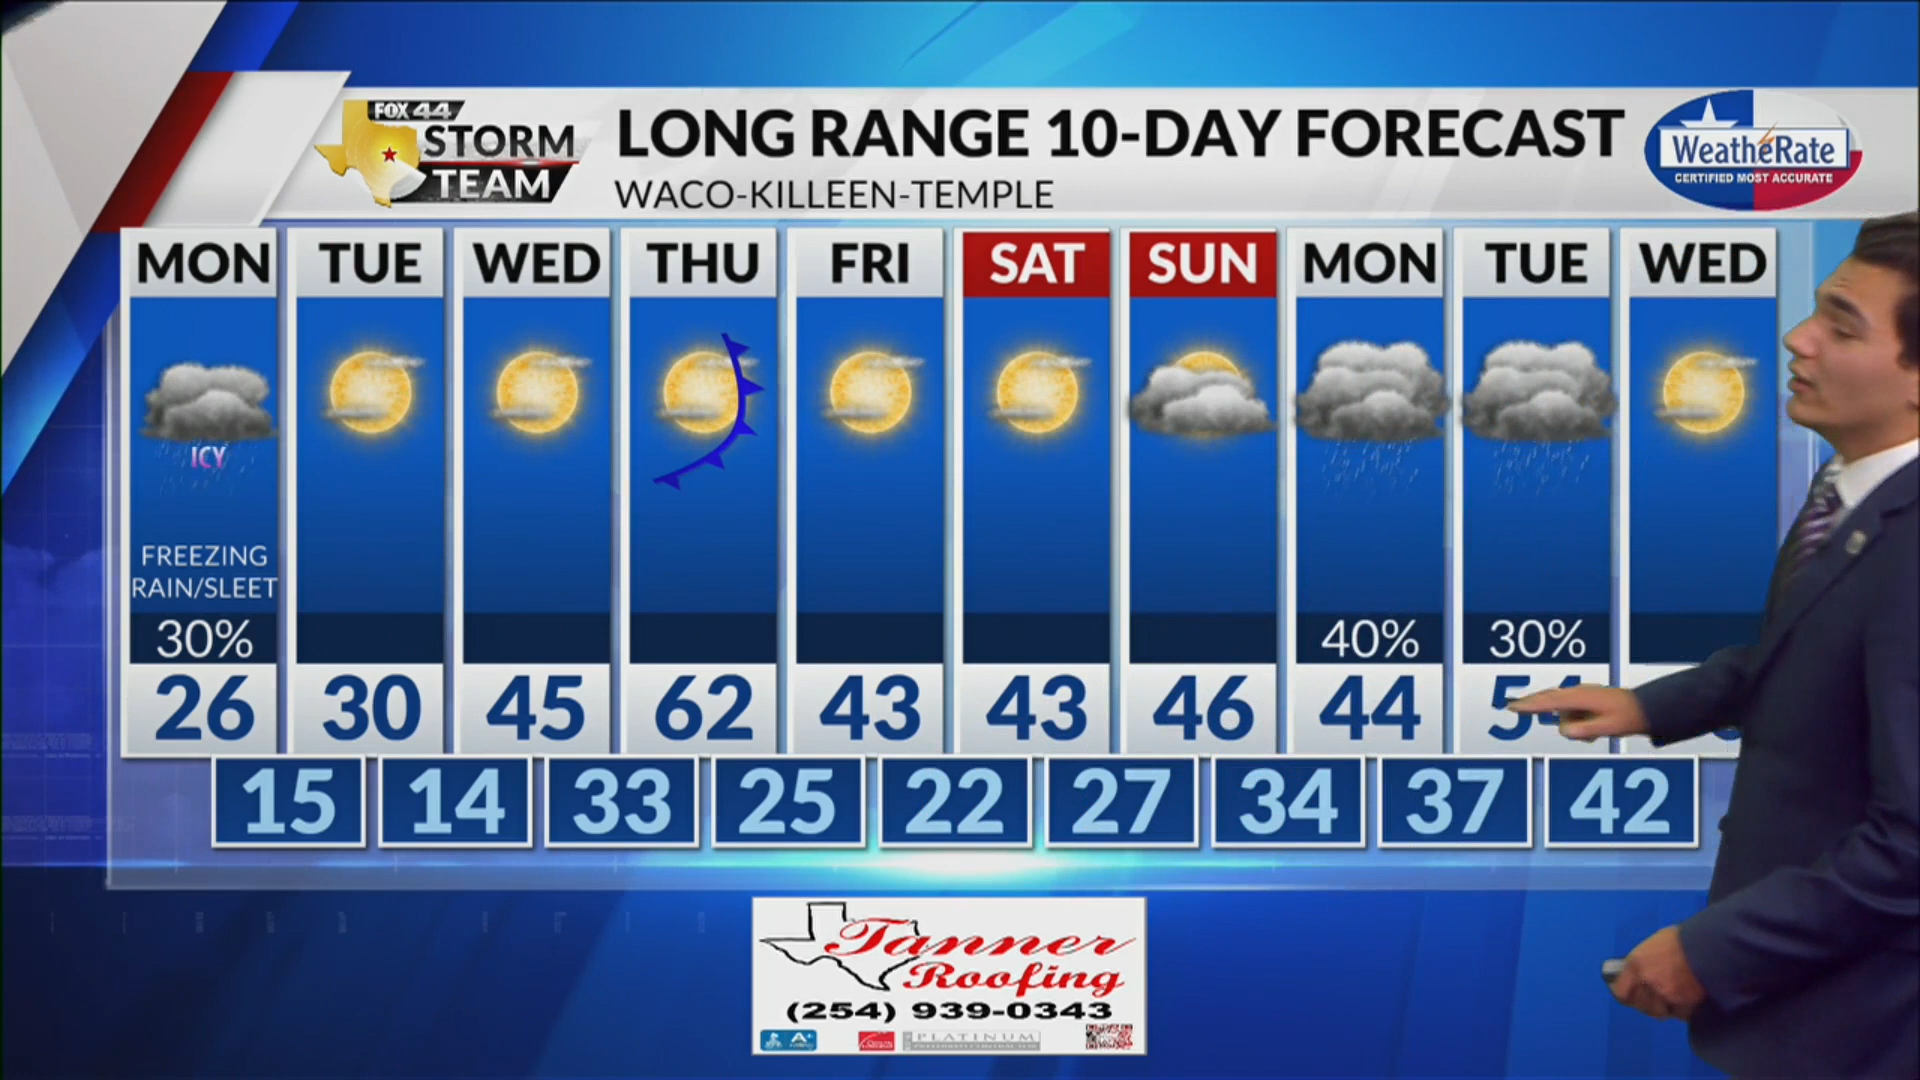 FOX 44
STORM
TEAM
LONG RANGE 10-DAY FORECAST
WACO-KILLEEN-TEMPLE
WeatheRate
CERTIFIED MOST ACCURATE
MON TUE WED THU FRI SAT SUN MON TUE WED
ICY
FREEZING
RAIN/SLEET
30% 40% 30%
26 30 45 62 43 43 46 44 54
15 14 33 25 22 27 34 37 42
Tanner
Roofing
(254) 939-0343
A+
PLATINUM